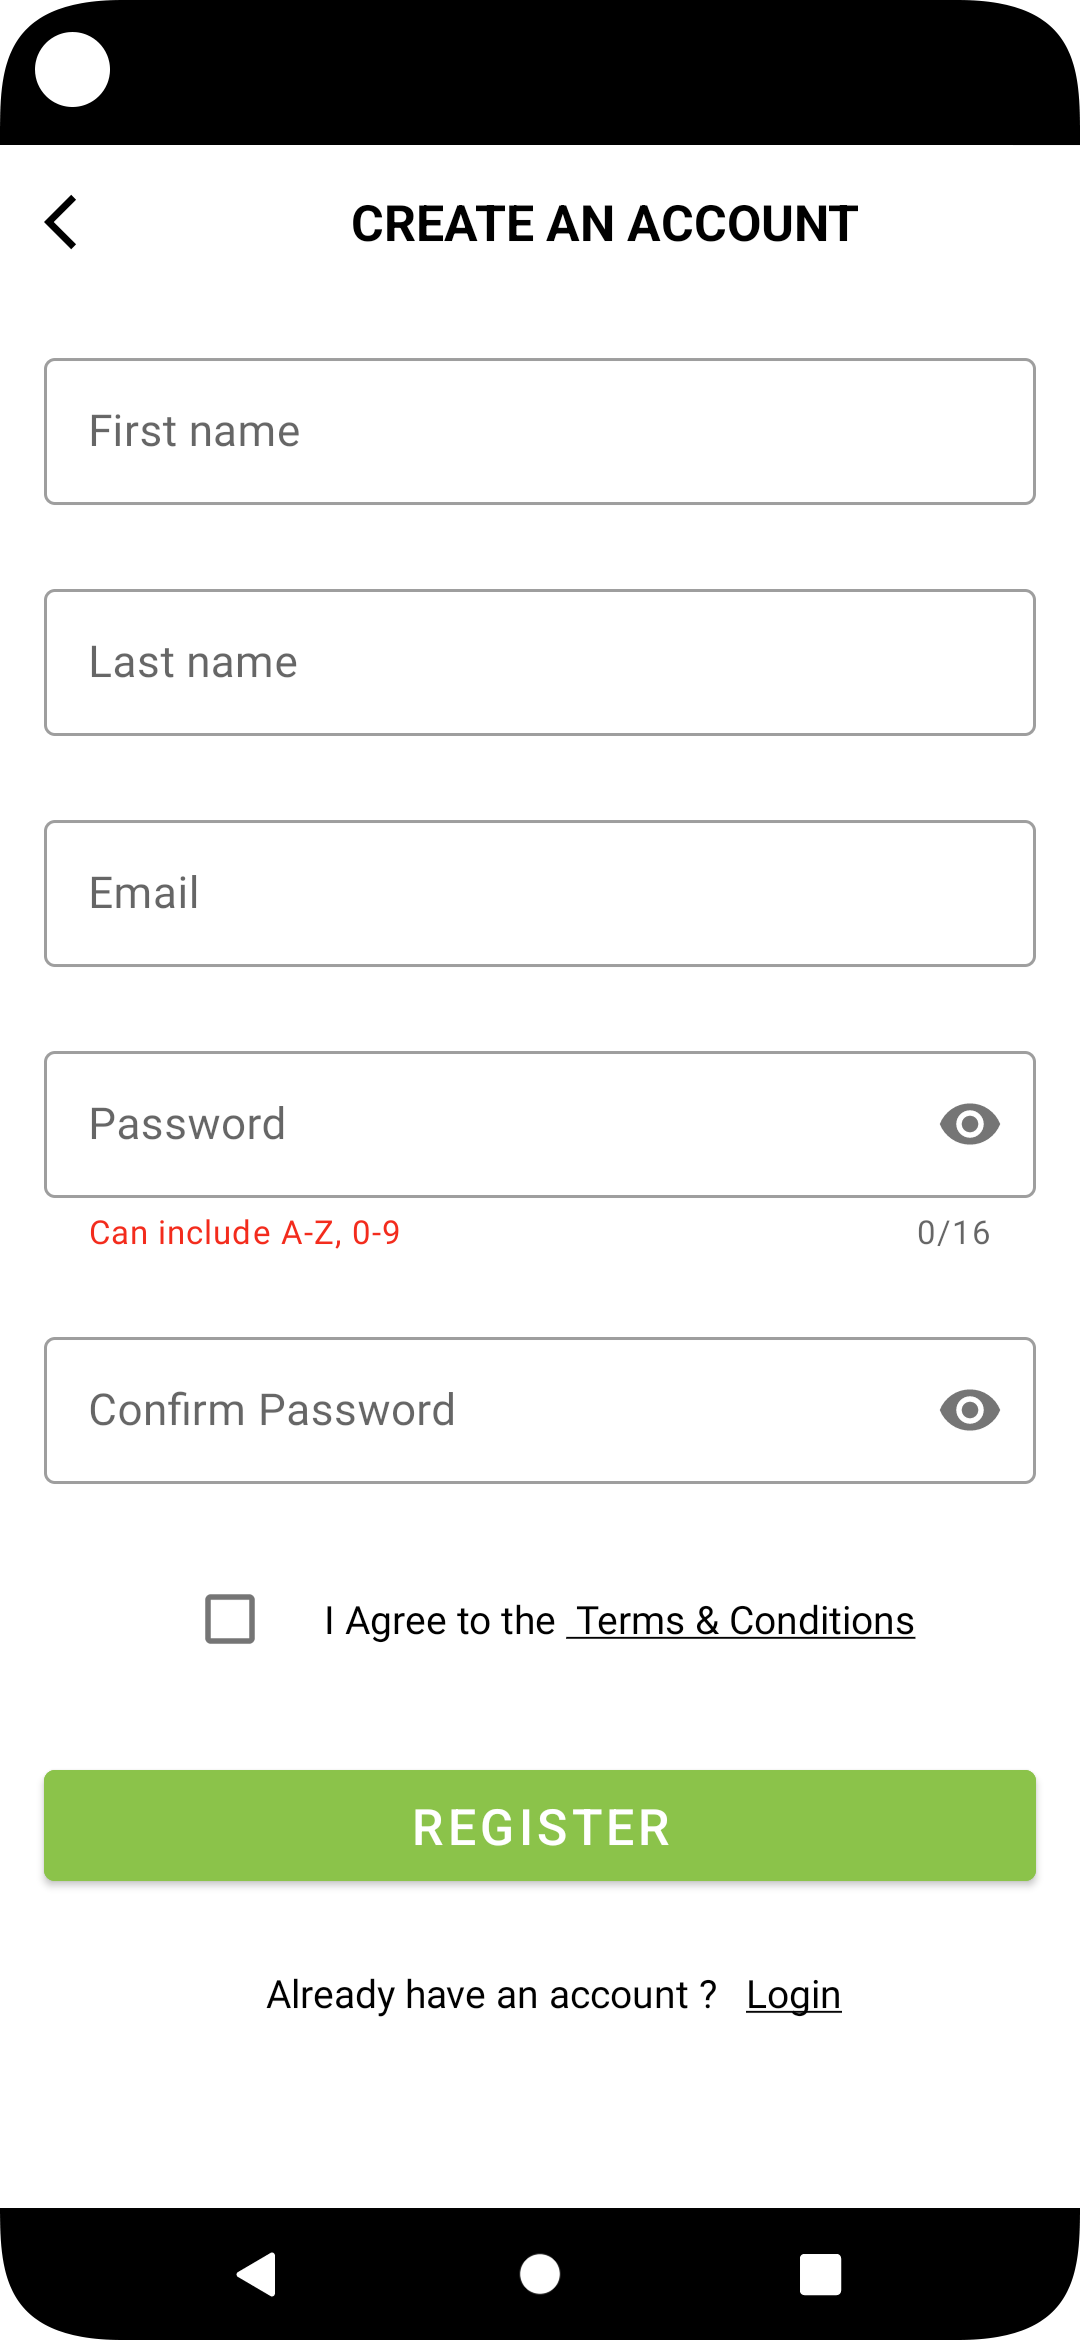 CREATE AN ACCOUNT
First name
Last name
Email
Password
Can include A-Z, 0-9 0/16
Confirm Password
I Agree to the Terms & Conditions
REGISTER
Already have an account ? Login